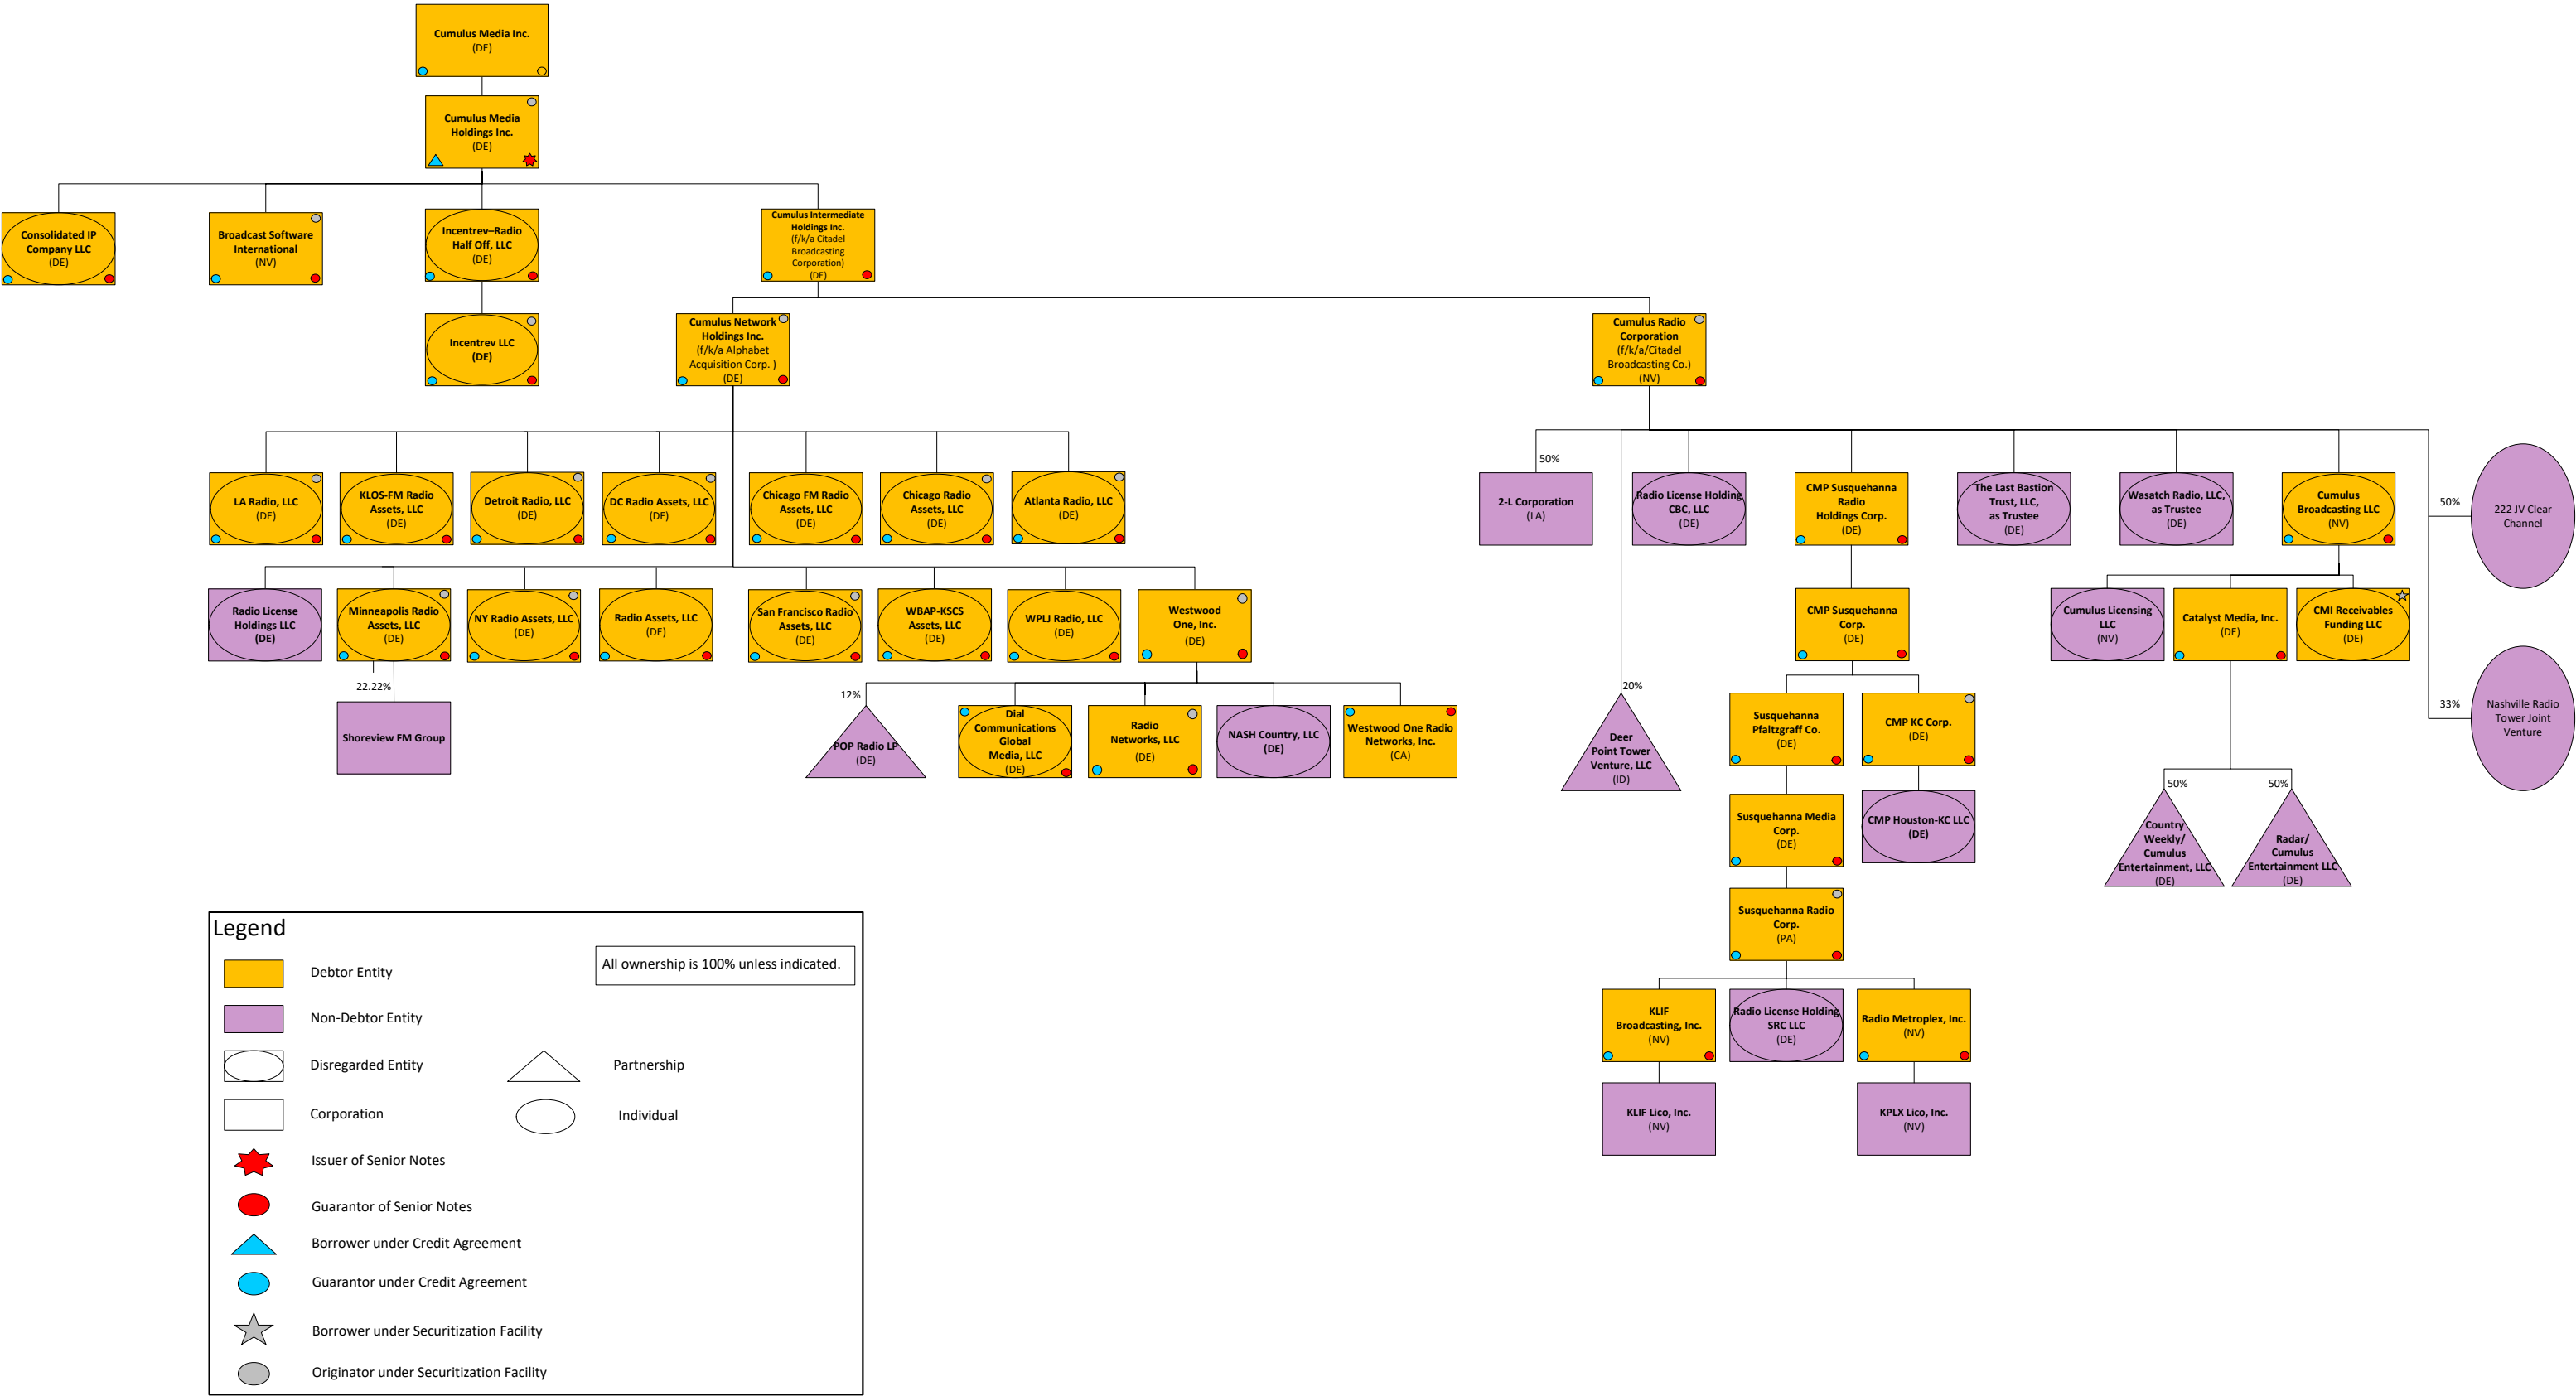 Cumulus Media Inc.
(DE)
Cumulus Media
Holdings Inc.
(DE)
Consolidated IP
Company LLC
(DE)
Broadcast Software
International
(NV)
Incentrev–Radio
Half Off, LLC
(DE)
Cumulus Intermediate
Holdings Inc.
(f/k/a Citadel
Broadcasting
Corporation)
(DE)
Incentrev LLC
(DE)
Cumulus Network
Holdings Inc.
(f/k/a Alphabet
Acquisition Corp. )
(DE)
Cumulus Radio
Corporation
(f/k/a/Citadel
Broadcasting Co.)
(NV)
LA Radio, LLC
(DE)
KLOS-FM Radio
Assets, LLC
(DE)
Detroit Radio, LLC
(DE)
DC Radio Assets, LLC
(DE)
Chicago FM Radio
Assets, LLC
(DE)
Chicago Radio
Assets, LLC
(DE)
Atlanta Radio, LLC
(DE)
50%
2-L Corporation
(LA)
Radio License Holding
CBC, LLC
(DE)
CMP Susquehanna
Radio
Holdings Corp.
(DE)
The Last Bastion
Trust, LLC,
as Trustee
(DE)
Wasatch Radio, LLC,
as Trustee
(DE)
Cumulus
Broadcasting LLC
(NV)
50%
222 JV Clear
Channel
Radio License
Holdings LLC
(DE)
Minneapolis Radio
Assets, LLC
(DE)
NY Radio Assets, LLC
(DE)
Radio Assets, LLC
(DE)
San Francisco Radio
Assets, LLC
(DE)
WBAP-KSCS
Assets, LLC
(DE)
WPLJ Radio, LLC
(DE)
Westwood
One, Inc.
(DE)
CMP Susquehanna
Corp.
(DE)
Cumulus Licensing
LLC
(NV)
Catalyst Media, Inc.
(DE)
CMI Receivables
Funding LLC
(DE)
22.22%
Shoreview FM Group
12%
POP Radio LP
(DE)
Dial
Communications
Global
Media, LLC
(DE)
Radio
Networks, LLC
(DE)
NASH Country, LLC
(DE)
Westwood One Radio
Networks, Inc.
(CA)
20%
Deer
Point Tower
Venture, LLC
(ID)
Susquehanna
Pfaltzgraff Co.
(DE)
CMP KC Corp.
(DE)
33%
Nashville Radio
Tower Joint
Venture
Susquehanna Media
Corp.
(DE)
CMP Houston-KC LLC
(DE)
50%
Country
Weekly/
Cumulus
Entertainment, LLC
(DE)
50%
Radar/
Cumulus
Entertainment LLC
(DE)
Susquehanna Radio
Corp.
(PA)
KLIF
Broadcasting, Inc.
(NV)
Radio License Holding
SRC LLC
(DE)
Radio Metroplex, Inc.
(NV)
KLIF Lico, Inc.
(NV)
KPLX Lico, Inc.
(NV)
Legend
All ownership is 100% unless indicated.
Debtor Entity
Non-Debtor Entity
Disregarded Entity
Partnership
Corporation
Individual
Issuer of Senior Notes
Guarantor of Senior Notes
Borrower under Credit Agreement
Guarantor under Credit Agreement
Borrower under Securitization Facility
Originator under Securitization Facility